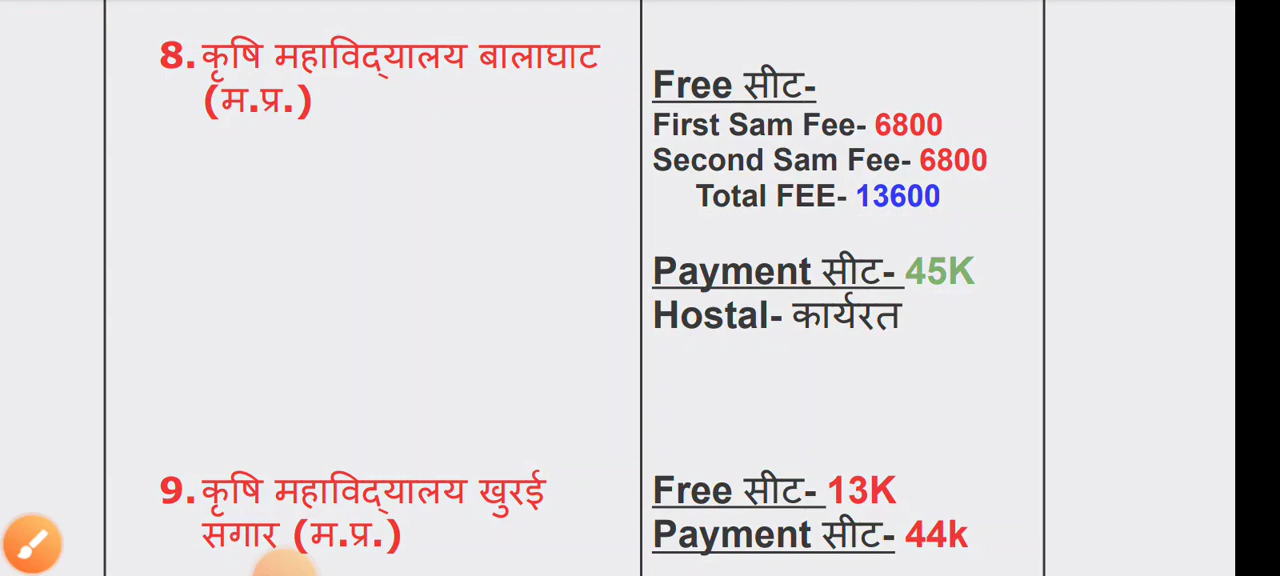 8. कृषि महाविद्यालय बालाघाट
(म.प्र.)
Free सीट-
First Sam Fee- 6800
Second Sam Fee- 6800
Total FEE- 13600
Payment सीट- 45K
Hostal- कार्यरत
9. कृषि महाविद्यालय खुरई
सगार (म.प्र.)
Free सीट- 13K
Payment सीट- 44k